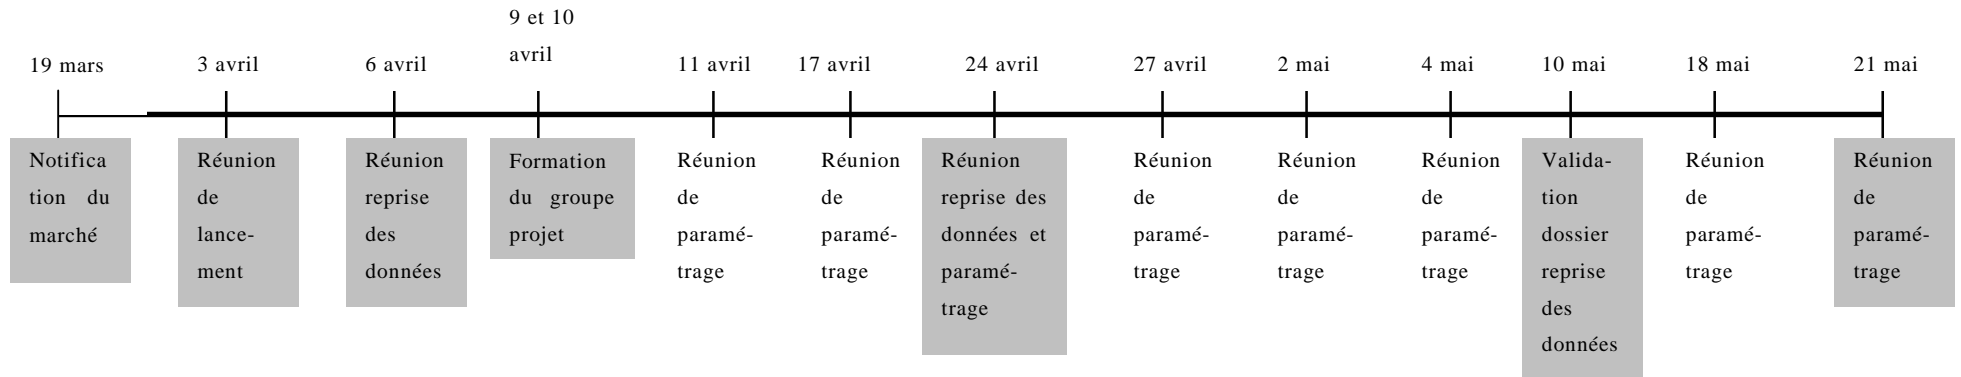 9 et 10
avril
19 mars
3 avril
6 avril
11 avril
17 avril
24 avril
27 avril
2 mai
4 mai
10 mai
18 mai
21 mai
Notifica
tion du
marché
Réunion
de
lance-
ment
Réunion
reprise
des
données
Formation
du groupe
projet
Réunion
de
paramé-
trage
Réunion
de
paramé-
trage
Réunion
reprise des
données et
paramé-
trage
Réunion
de
paramé-
trage
Réunion
de
paramé-
trage
Réunion
de
paramé-
trage
Valida-
tion
dossier
reprise
des
données
Réunion
de
paramé-
trage
Réunion
de
paramé-
trage